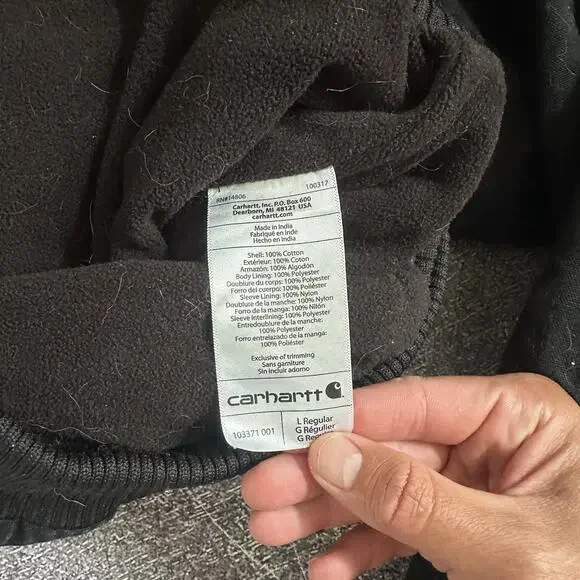 RN#14806 100317
Carhartt, Inc. P.O. Box 600
Dearborn, MI 48121 USA
carhartt.com
Made in India
Fabriqué en Inde
Hecho en India
Shell: 100% Cotton
Extérieur: 100% Coton
Armazón: 100% Algodón
Body Lining: 100% Polyester
Doublure du corps: 100% Polyester
Forro del cuerpo: 100% Poliéster
Sleeve Lining: 100% Nylon
Doublure de la manche: 100% Nylon
Forro de la manga: 100% Nilón
Sleeve Interlining: 100% Polyester
Entredoublure de la manche:
100% Polyester
Forro entrelazado de la manga:
100% Poliéster
Exclusive of trimming
Sans garniture
Sin incluir adorno
carhartt
103371 001
L Regular
G Régulier
G